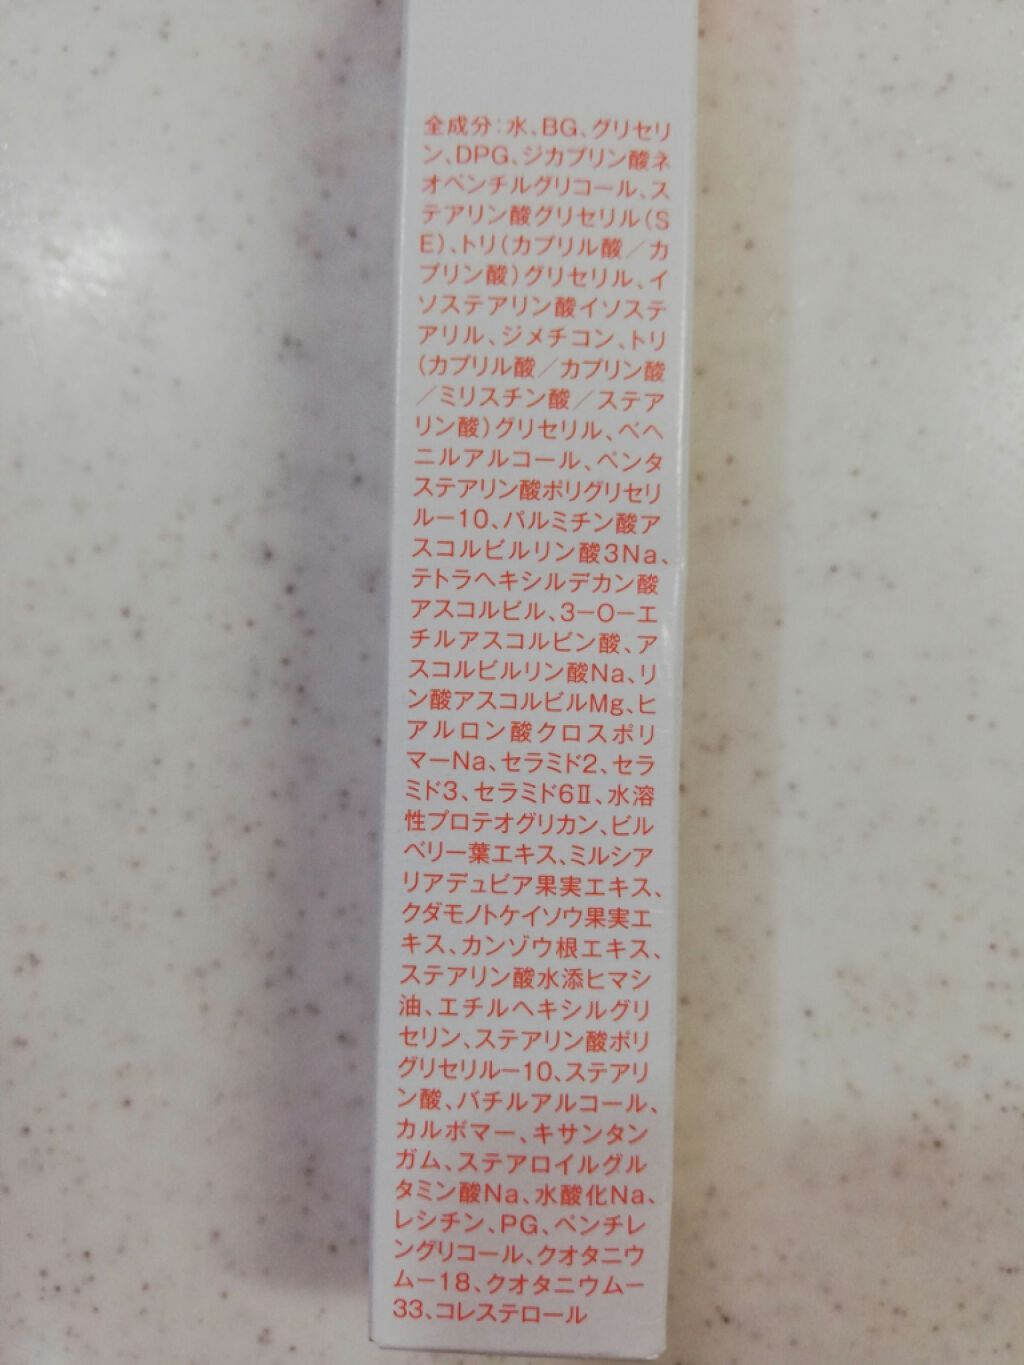 全成分:水、BG、グリセリ
ン、DPG、ジカプリン酸ネ
オペンチルグリコール、ス
テアリン酸グリセリル(S
E)、トリ(カプリル酸/カ
プリン酸)グリセリル、イ
ソステアリン酸イソステ
アリル、ジメチコン、トリ
(カプリル酸/カプリン酸
/ミリスチン酸/ステア
リン酸)グリセリル、ベヘ
ニルアルコール、ペンタ
ステアリン酸ポリグリセリ
ル-10、パルミチン酸ア
スコルビルリン酸3Na、
テトラヘキシルデカン酸
アスコルビル、3-O-エ
チルアスコルビン酸、ア
スコルビルリン酸Na、リ
ン酸アスコルビルMg、ヒ
アルロン酸クロスポリ
マーNa、セラミド2、セラ
ミド3、セラミド6Ⅱ、水溶
性プロテオグリカン、ビル
ベリー葉エキス、ミルシア
リアデュビア果実エキス、
クダモノトケイソウ果実エ
キス、カンゾウ根エキス、
ステアリン酸水添ヒマシ
油、エチルヘキシルグリ
セリン、ステアリン酸ポリ
グリセリル-10、ステアリ
ン酸、バチルアルコール、
カルボマー、キサンタン
ガム、ステアロイルグル
タミン酸Na、水酸化Na、
レシチン、PG、ペンチレ
ングリコール、クオタニウ
ム-18、クオタニウム-
33、コレステロール